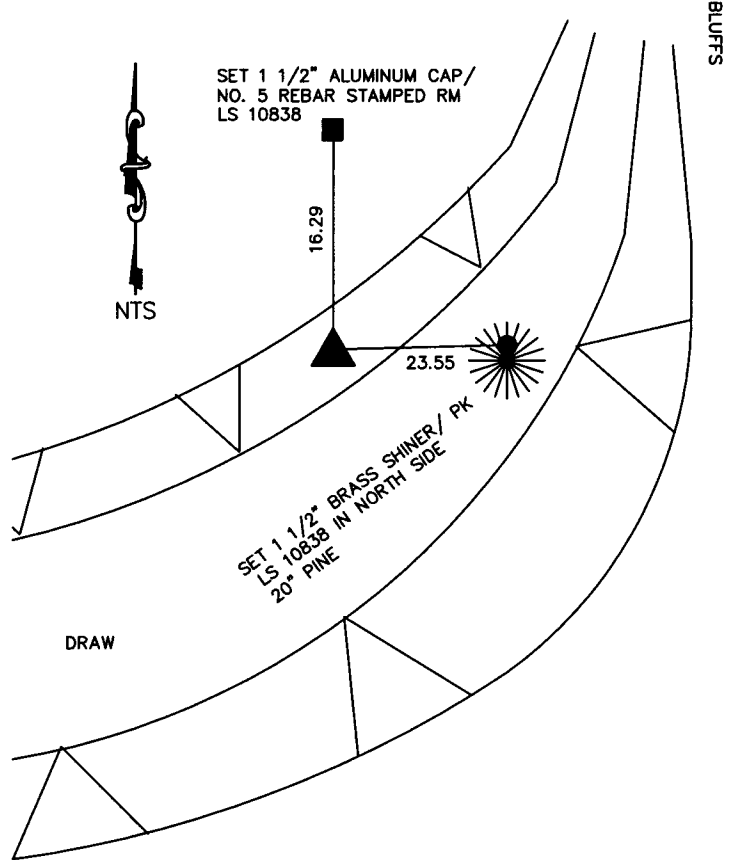 BLUFFS
SET 1 1/2" ALUMINUM CAP/
NO. 5 REBAR STAMPED RM
LS 10838
16.29
NTS
23.55
SET 1 1/2" BRASS SHINER/ PK
LS 10838 IN NORTH SIDE
20" PINE
DRAW